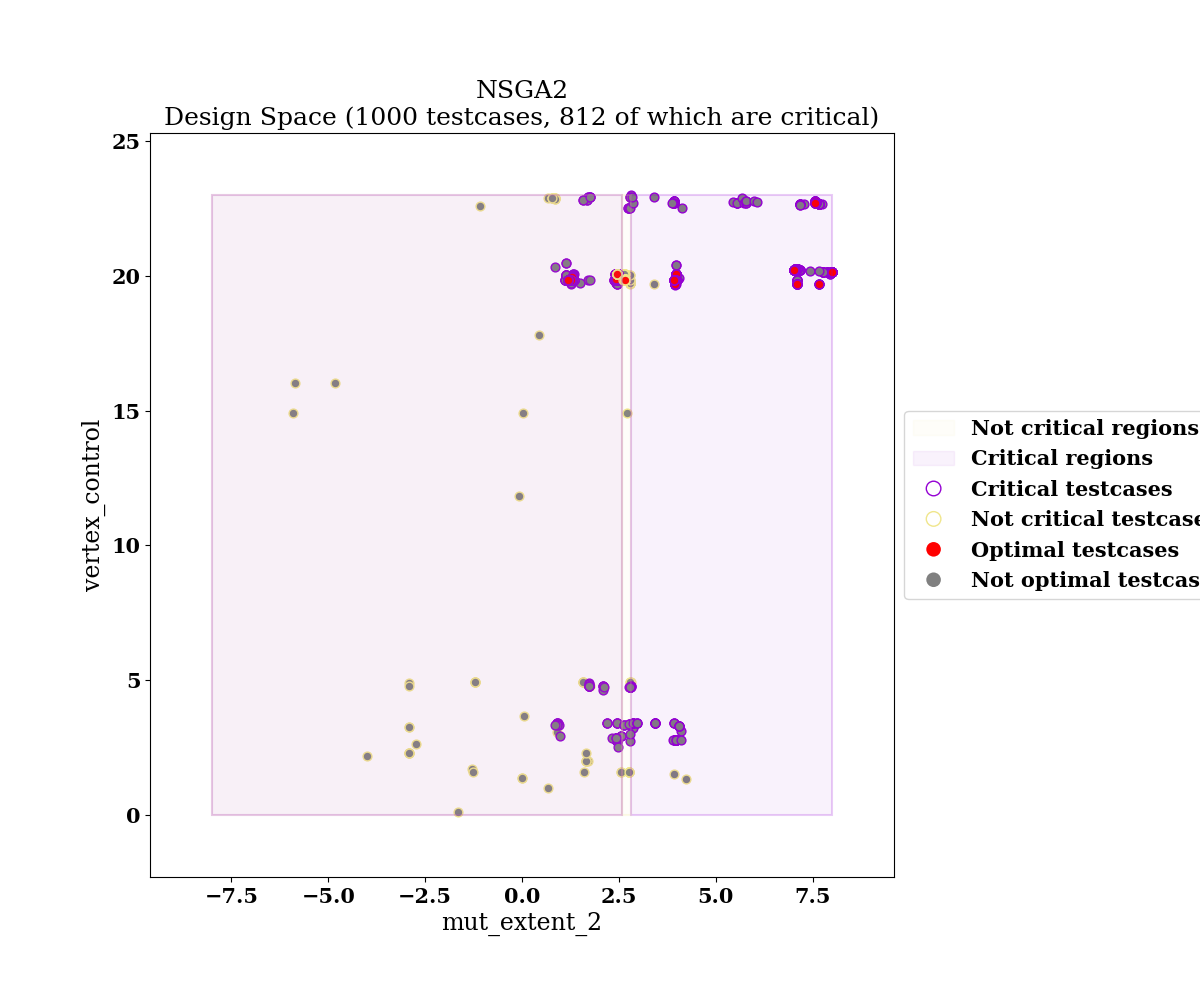 NSGA2
Design Space (1000 testcases, 812 of which are critical)
25
20
15
10
5
0
vertex_control
−7.5
−5.0
−2.5
0.0
2.5
5.0
7.5
mut_extent_2
Not critical regions
Critical regions
Critical testcases
Not critical testcase
Optimal testcases
Not optimal testcas